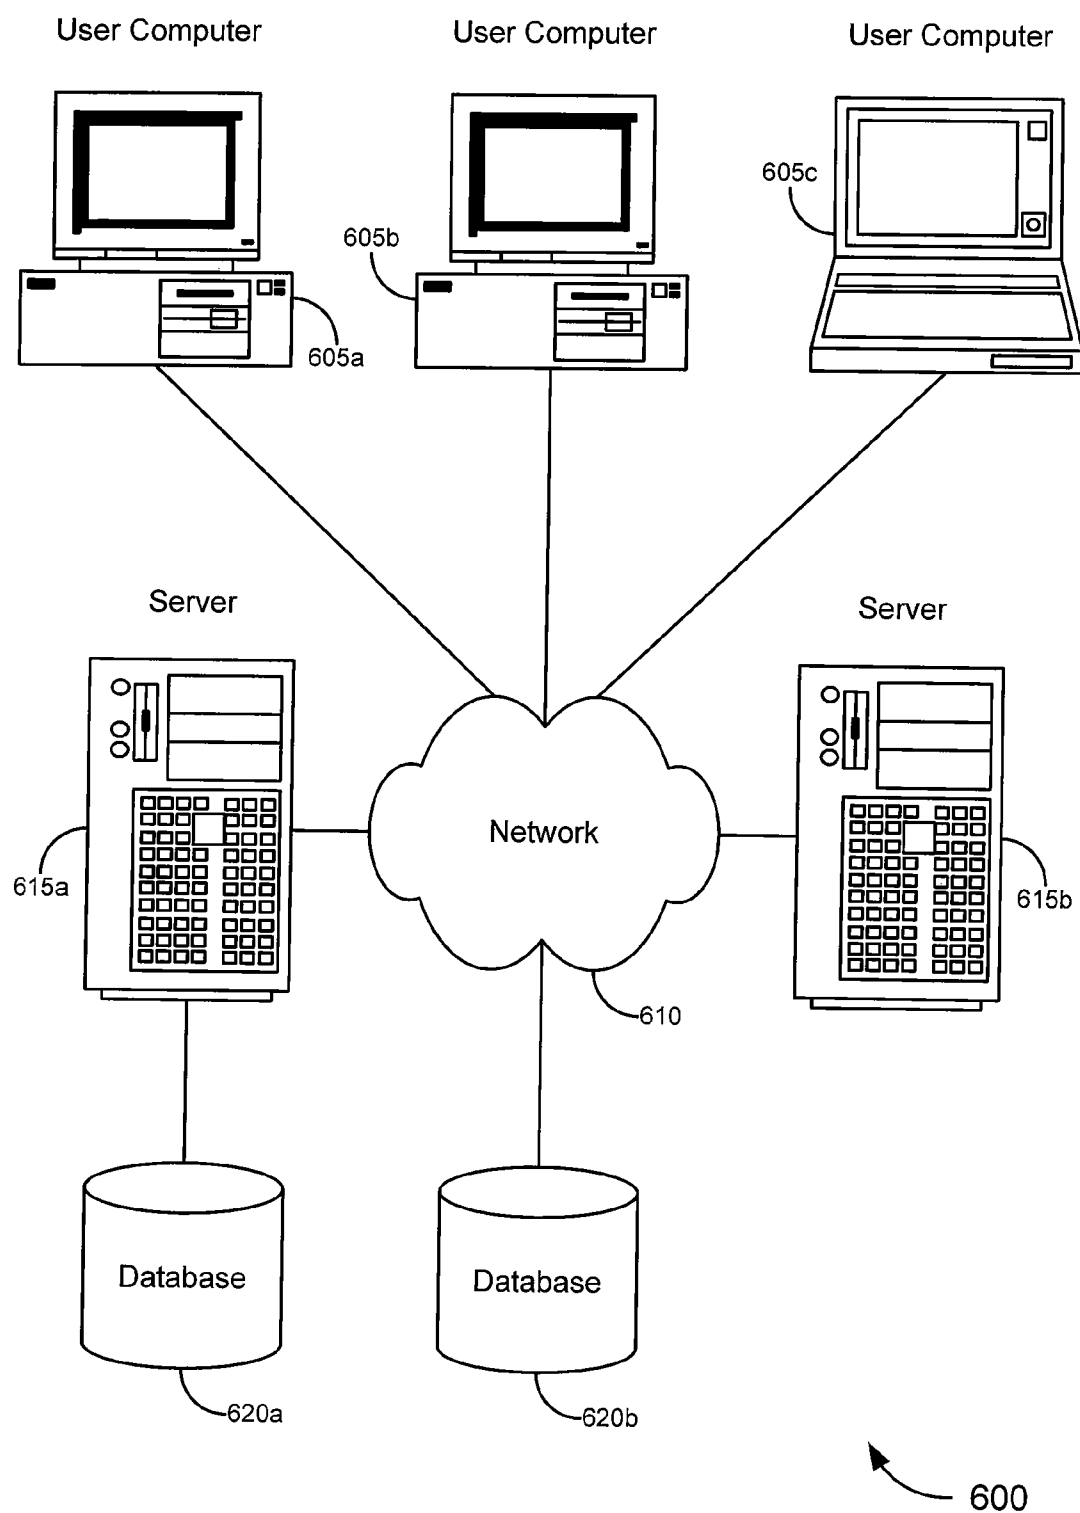 User Computer
User Computer
User Computer
605c
605b
605a
Server
Server
Network
615a
615b
610
Database
Database
620a
620b
600